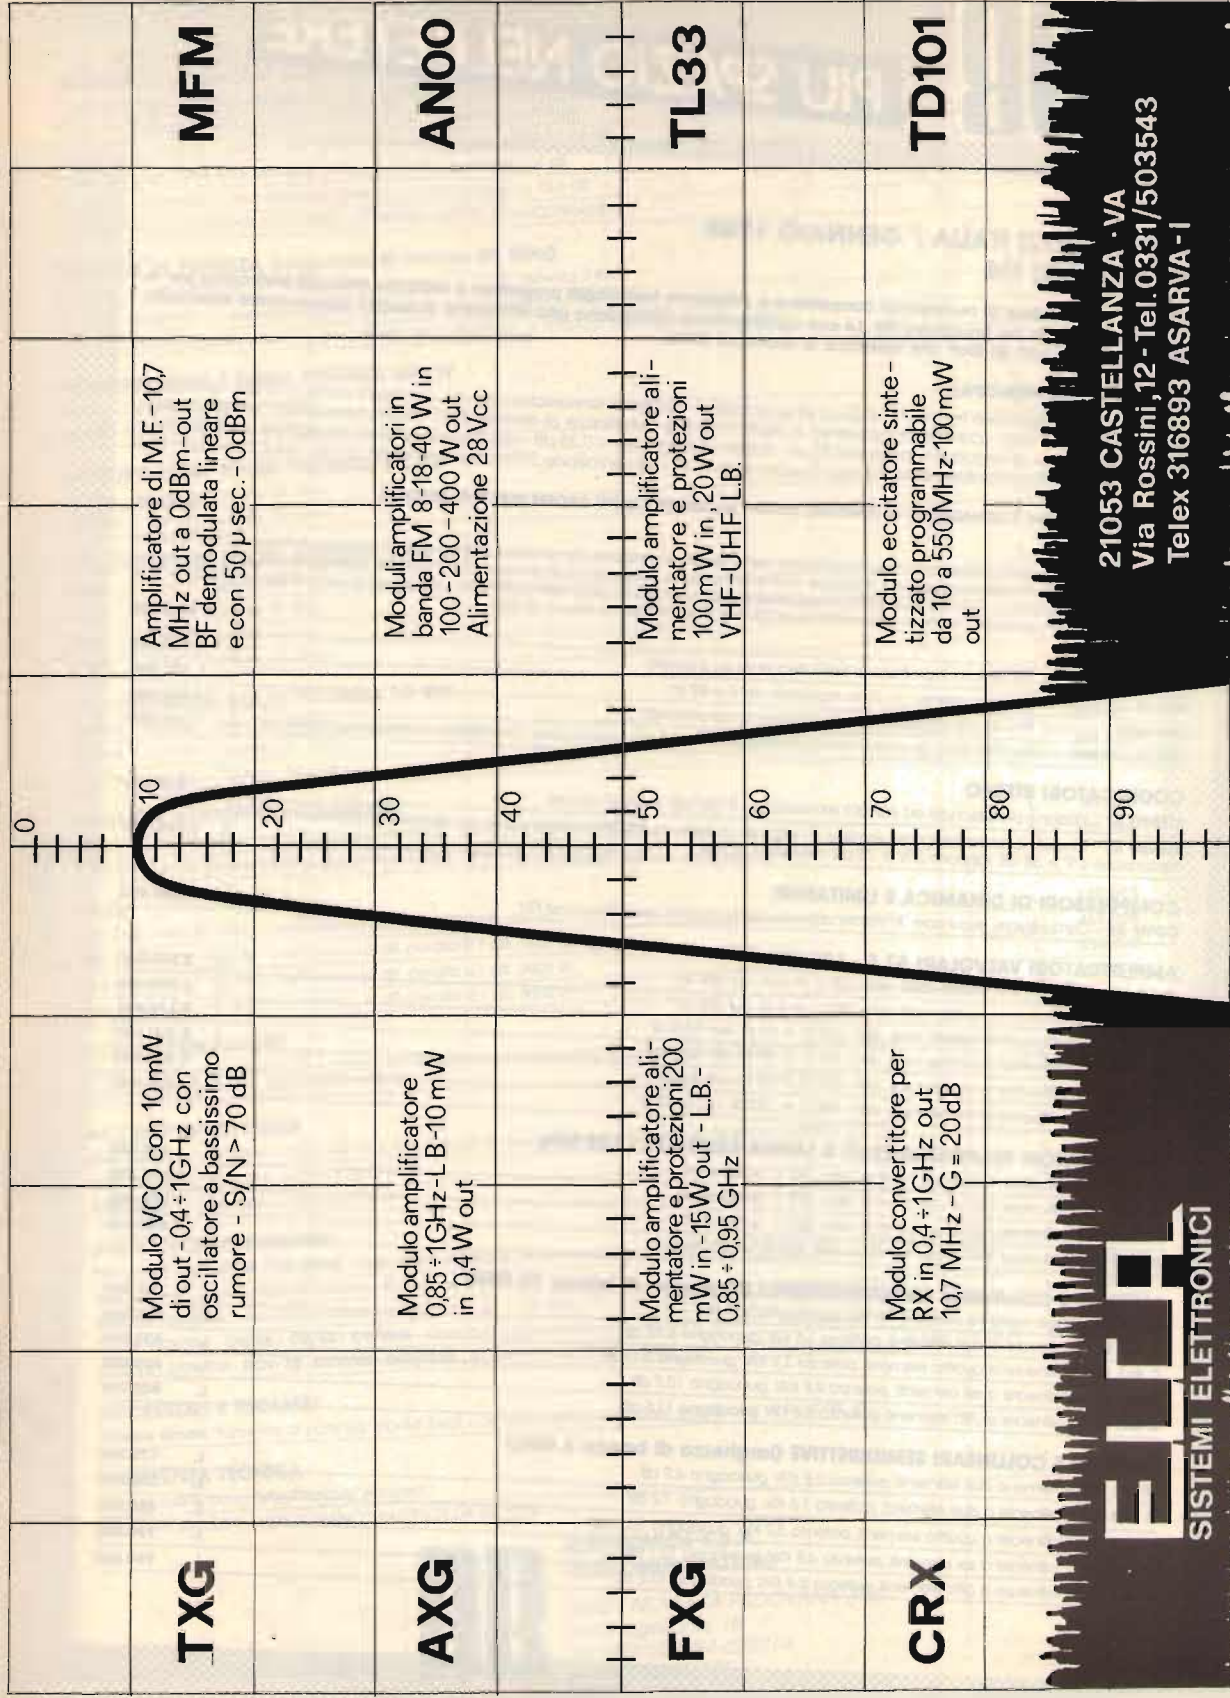 0
10
20
30
40
50
60
70
80
90
TXG
Modulo VCO con 10 mW
di out - 0,4 ÷ 1GHz con
oscillatore a bassissimo
rumore - S/N > 70 dB
Amplificatore di M.F. - 10,7
MHz out a 0dBm-out
BF demodulata lineare
e con 50 µ sec. - 0dBm
MFM
AXG
Modulo amplificatore
0,85 ÷ 1GHz - L B - 10 mW
in 0,4 W out
Moduli amplificatori in
banda FM 8-18-40 W in
100 - 200 - 400 W out
Alimentazione 28 Vcc
AN00
FXG
Modulo amplificatore ali-
mentatore e protezioni 200
mW in - 15 W out - L.B. -
0,85 ÷ 0,95 GHz
Modulo amplificatore ali-
mentatore e protezioni
100 mW in, 20 W out
VHF-UHF L.B.
TL33
CRX
Modulo convertitore per
RX in 0,4 ÷ 1GHz out
10,7 MHz - G = 20 dB
Modulo eccitatore sinte-
tizzato programmabile
da 10 a 550 MHz-100 mW
out
TD101
SISTEMI ELETTRONICI
21053 CASTELLANZA - VA
Via Rossini, 12 - Tel. 0331/503543
Telex 316893 ASARVA - I